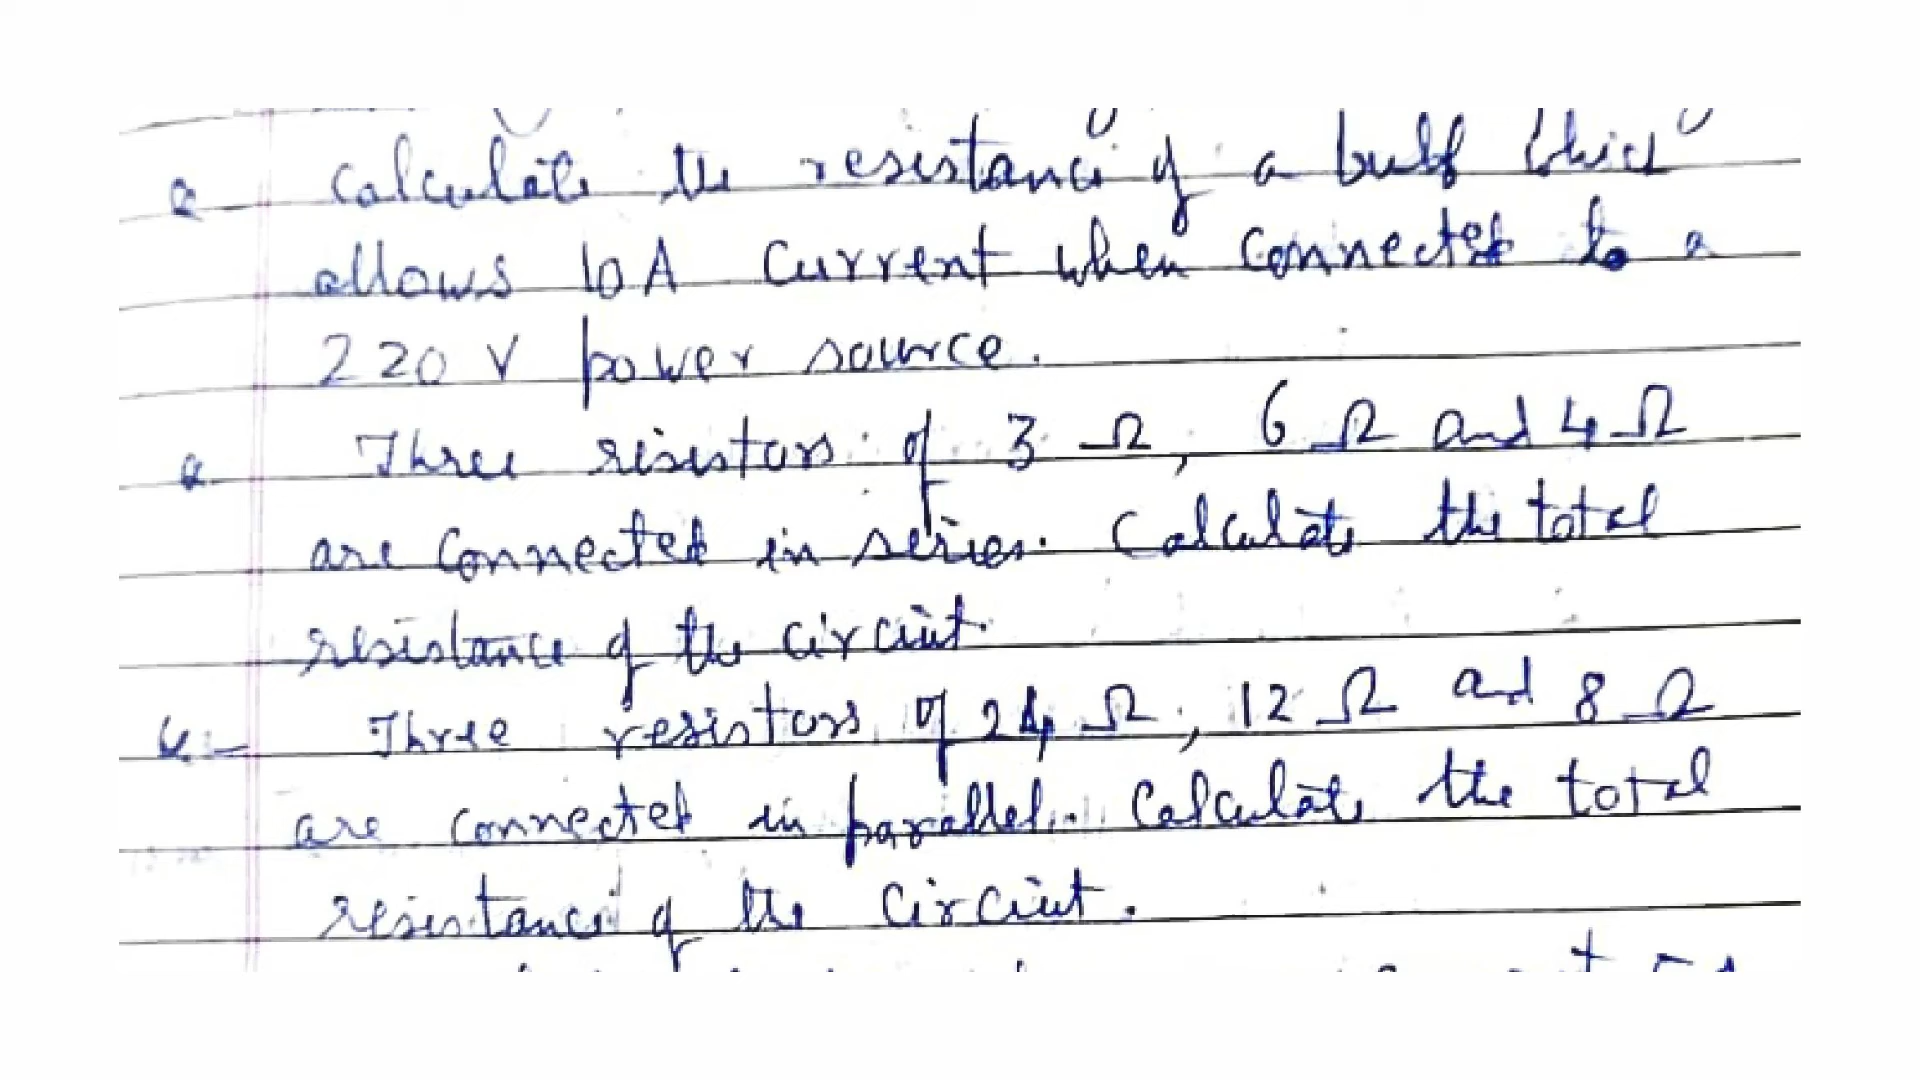 Q Calculate the resistance of a bulb which
allows 10A Current when connected to a
220 V power source.
Q. Three resistors of 3 Ω, 6 Ω and 4 Ω
are connected in series. Calculate the total
resistance of the circuit.
Q:- Three resistors of 24 Ω, 12 Ω and 8 Ω
are connected in parallel. Calculate the total
resistance of the circuit.